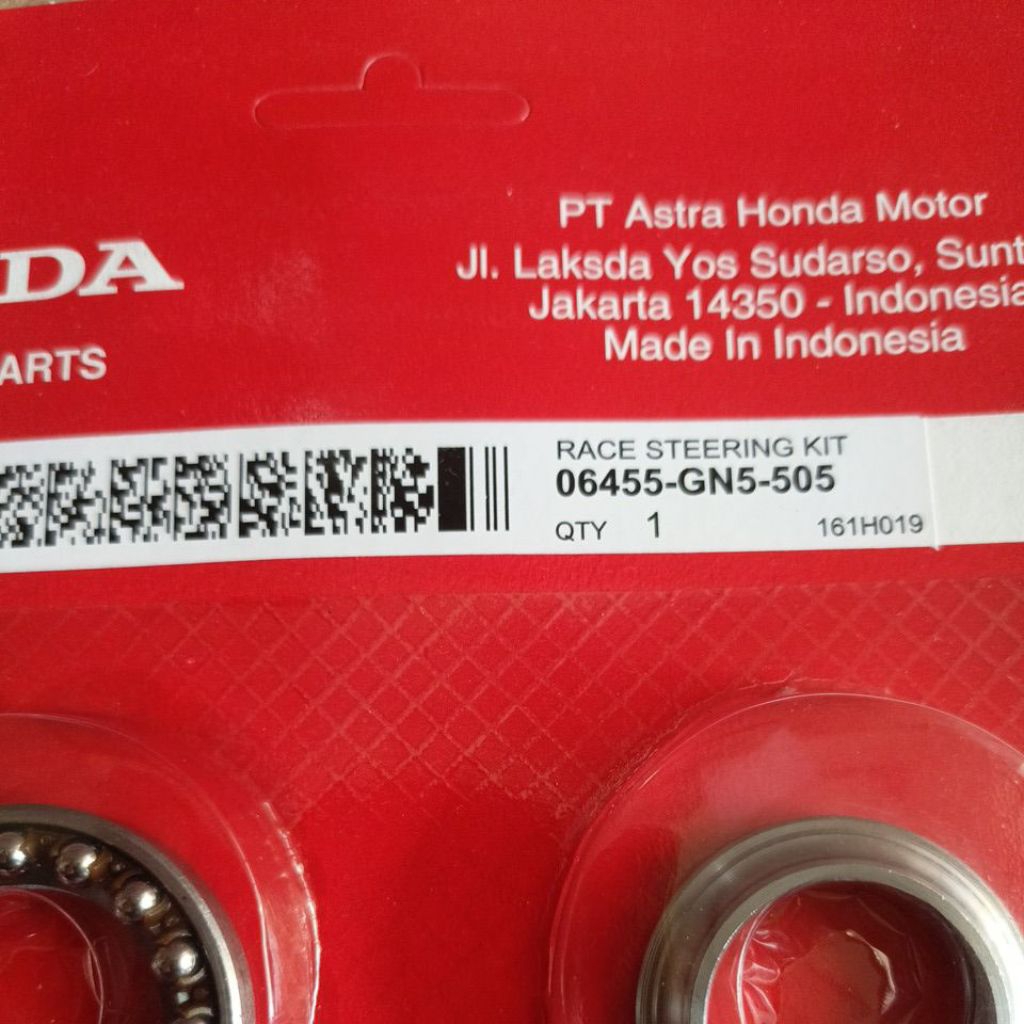 DA
ARTS
PT Astra Honda Motor
Jl. Laksda Yos Sudarso, Sunt
Jakarta 14350 - Indonesia
Made In Indonesia
RACE STEERING KIT
06455-GN5-505
QTY 1 161H019